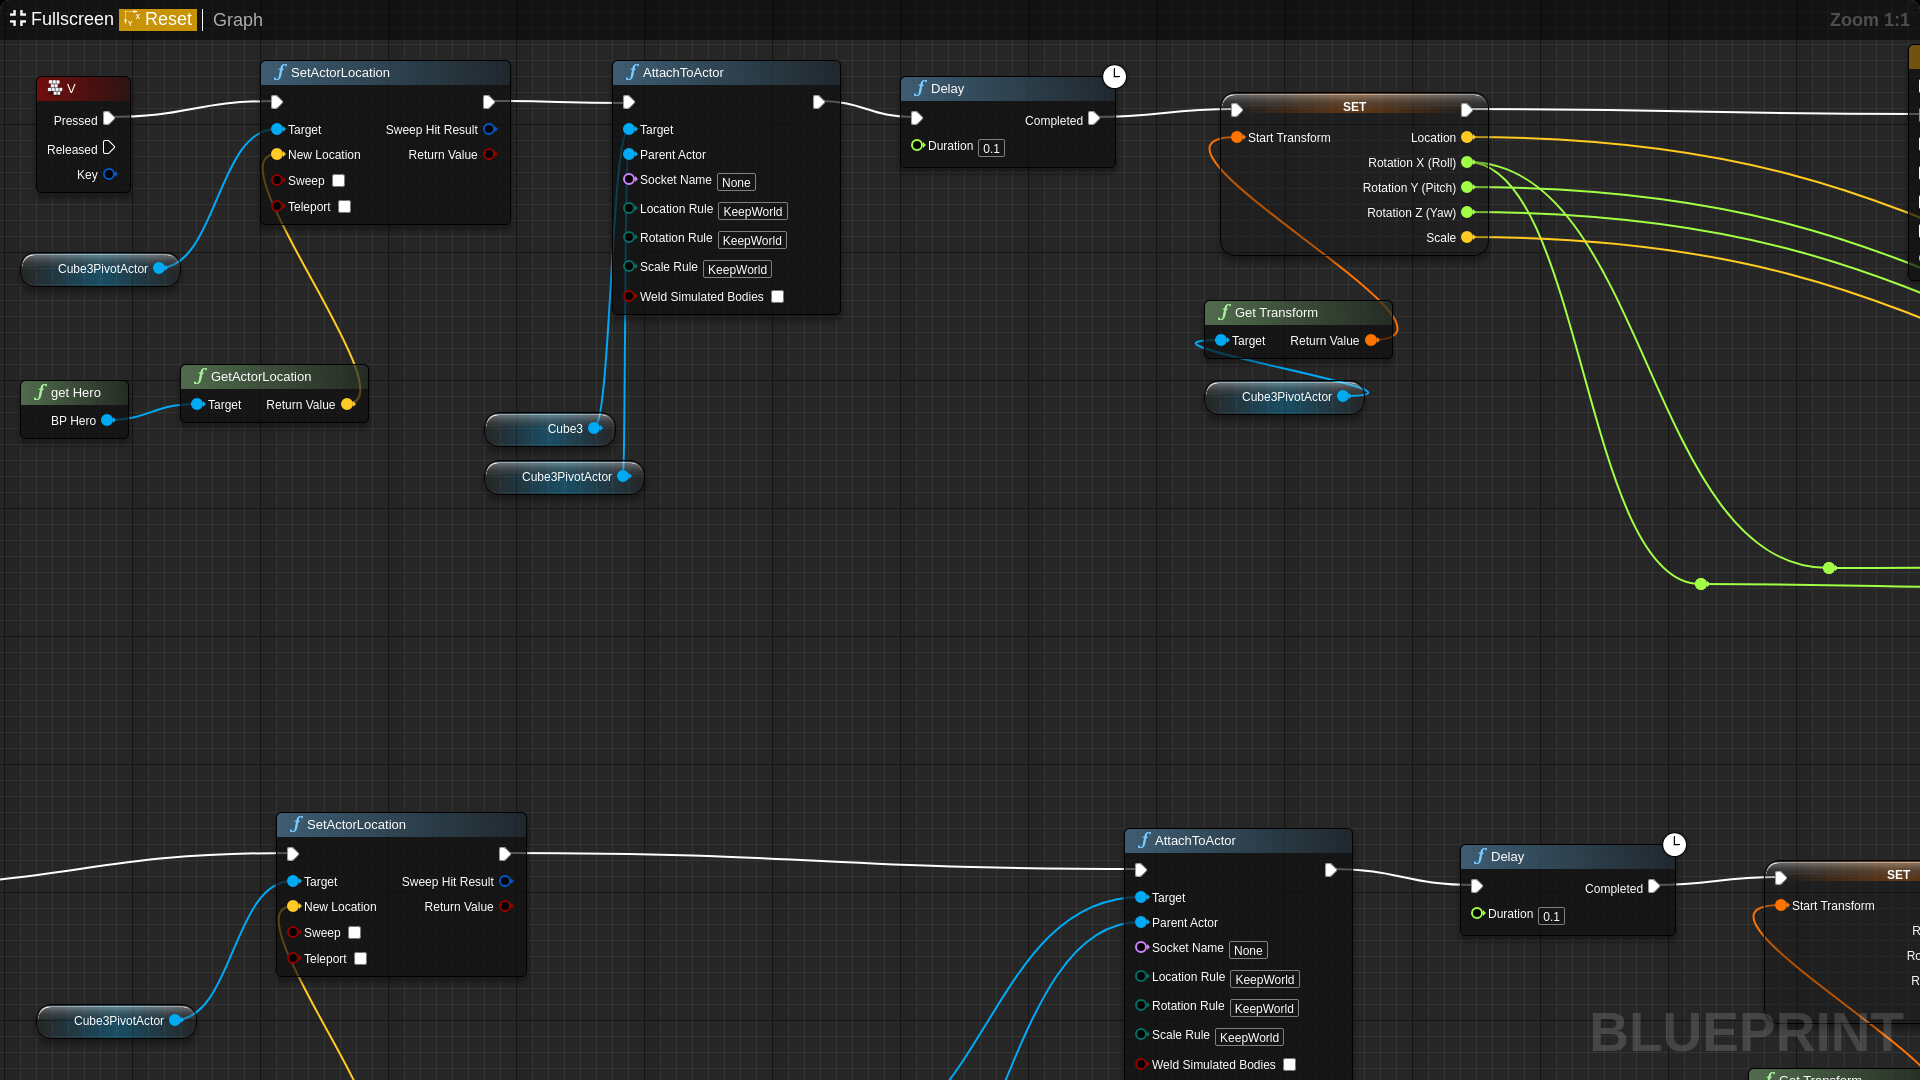 Fullscreen Reset Graph
Zoom 1:1
V
Pressed
Released
Key
SetActorLocation
Target
Sweep Hit Result
New Location
Return Value
Sweep
Teleport
AttachToActor
Target
Parent Actor
Socket Name None
Location Rule KeepWorld
Rotation Rule KeepWorld
Scale Rule KeepWorld
Weld Simulated Bodies
Delay
Completed
Duration 0.1
SET
Start Transform
Location
Rotation X (Roll)
Rotation Y (Pitch)
Rotation Z (Yaw)
Scale
Cube3PivotActor
get Hero
BP Hero
GetActorLocation
Target
Return Value
Cube3
Cube3PivotActor
Get Transform
Target
Return Value
Cube3PivotActor
SetActorLocation
Target
Sweep Hit Result
New Location
Return Value
Sweep
Teleport
Cube3PivotActor
AttachToActor
Target
Parent Actor
Socket Name None
Location Rule KeepWorld
Rotation Rule KeepWorld
Scale Rule KeepWorld
Weld Simulated Bodies
Delay
Completed
Duration 0.1
SET
Start Transform
R
Ro
R
BLUEPRINT
Get Transform